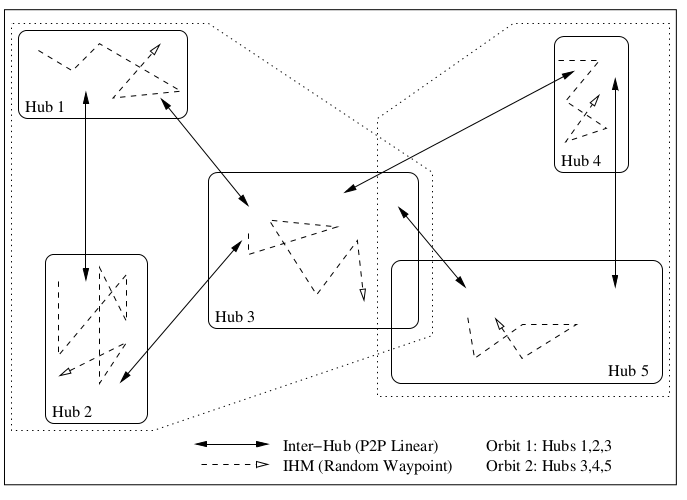 Hub 1
Hub 4
Hub 3
Hub 5
Hub 2
Inter-Hub (P2P Linear) Orbit 1: Hubs 1,2,3
IHM (Random Waypoint) Orbit 2: Hubs 3,4,5